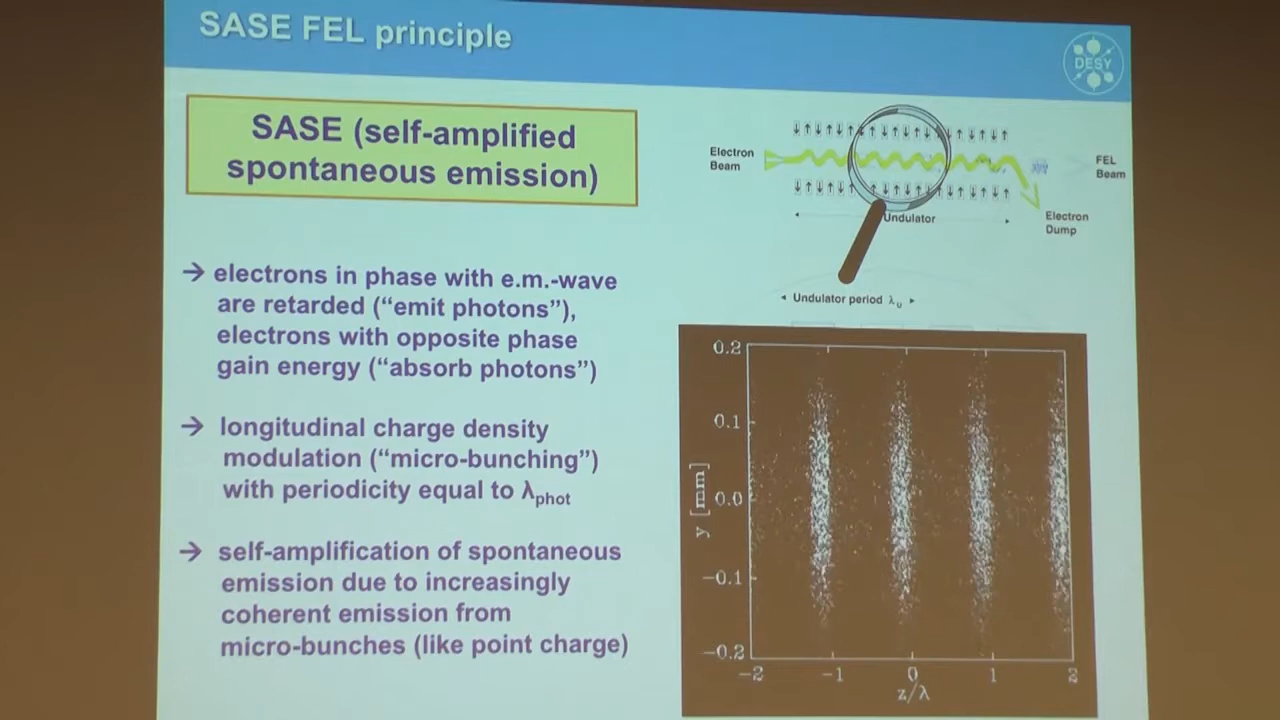 SASE FEL principle
DESY
SASE (self-amplified
spontaneous emission)
Electron
Beam
FEL
Beam
Undulator
Electron
Dump
Undulator period λu
→ electrons in phase with e.m.-wave
are retarded (“emit photons”),
electrons with opposite phase
gain energy (“absorb photons”)
→ longitudinal charge density
modulation (“micro-bunching”)
with periodicity equal to λphot
→ self-amplification of spontaneous
emission due to increasingly
coherent emission from
micro-bunches (like point charge)
0.2
0.1
0.0
−0.1
−0.2
y [mm]
−2 −1 0 1 2
z/λ